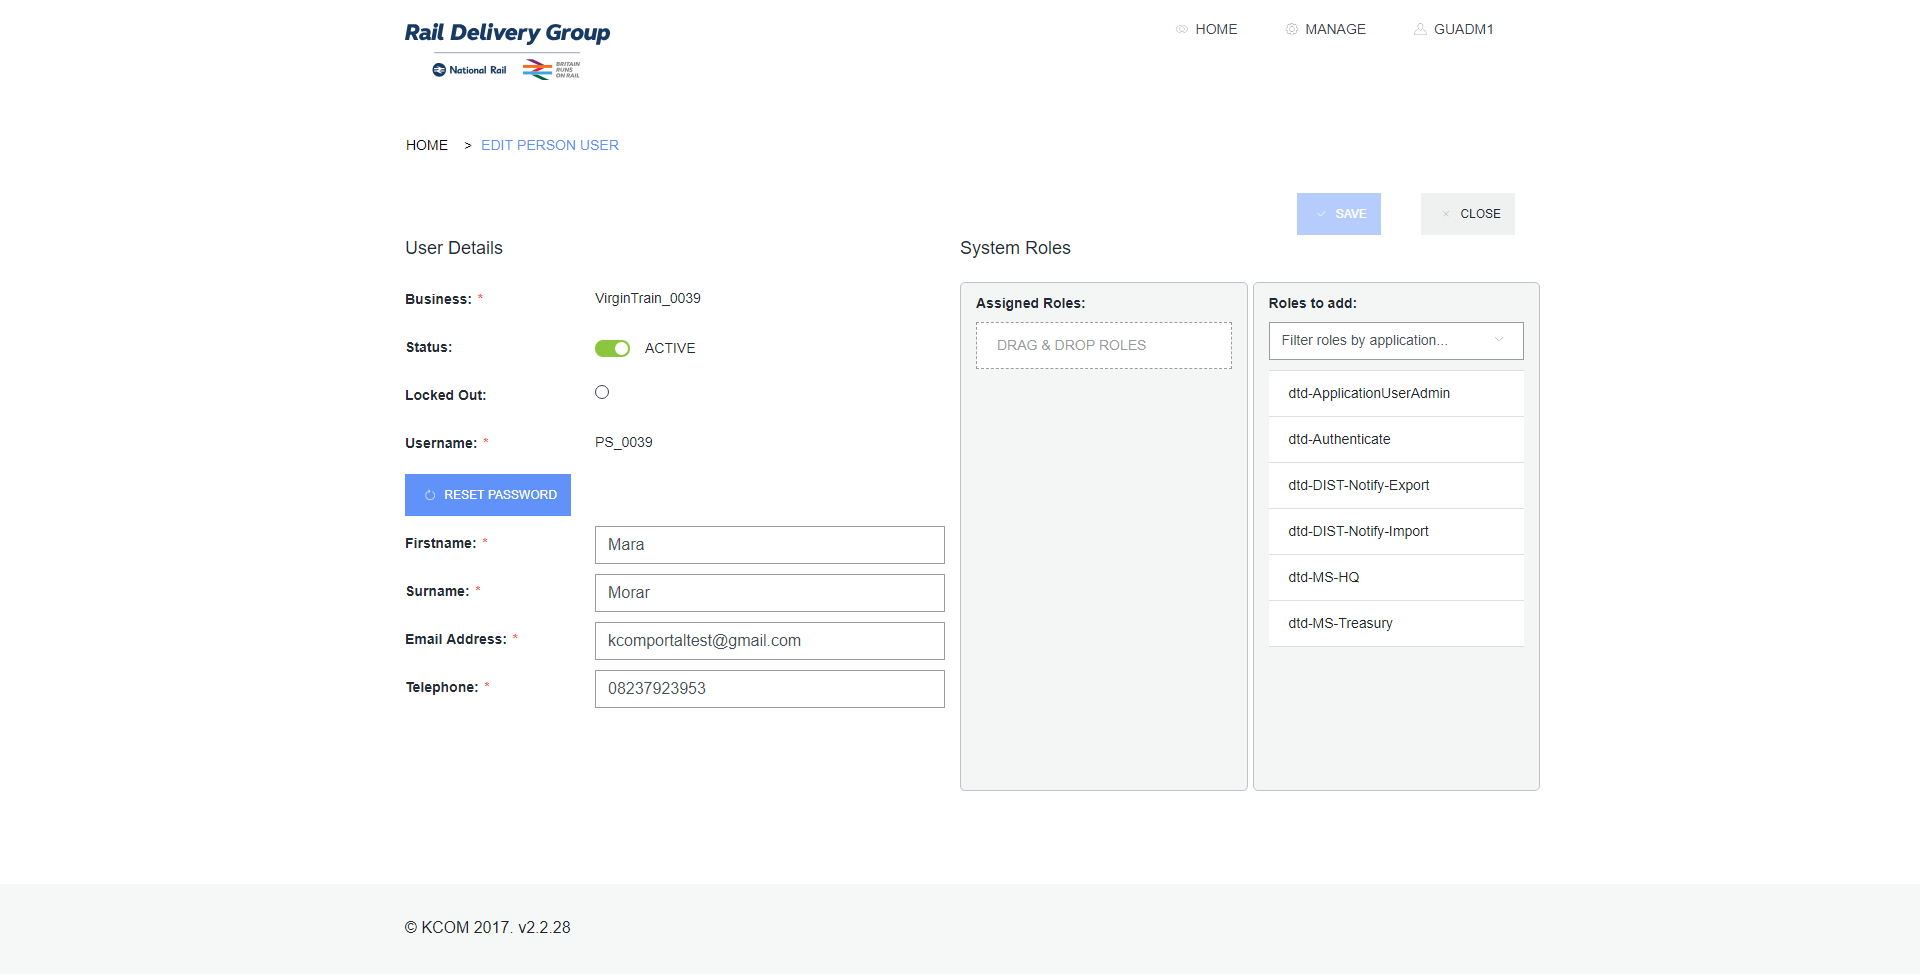 Rail Delivery Group
National Rail
BRITAIN
RUNS
ON RAIL
HOME
MANAGE
GUADM1
HOME > EDIT PERSON USER
SAVE
CLOSE
User Details
Business: *
VirginTrain_0039
Status:
ACTIVE
Locked Out:
Username: *
PS_0039
RESET PASSWORD
Firstname: *
Mara
Surname: *
Morar
Email Address: *
kcomportaltest@gmail.com
Telephone: *
08237923953
System Roles
Assigned Roles:
DRAG & DROP ROLES
Roles to add:
Filter roles by application...
dtd-ApplicationUserAdmin
dtd-Authenticate
dtd-DIST-Notify-Export
dtd-DIST-Notify-Import
dtd-MS-HQ
dtd-MS-Treasury
© KCOM 2017. v2.2.28